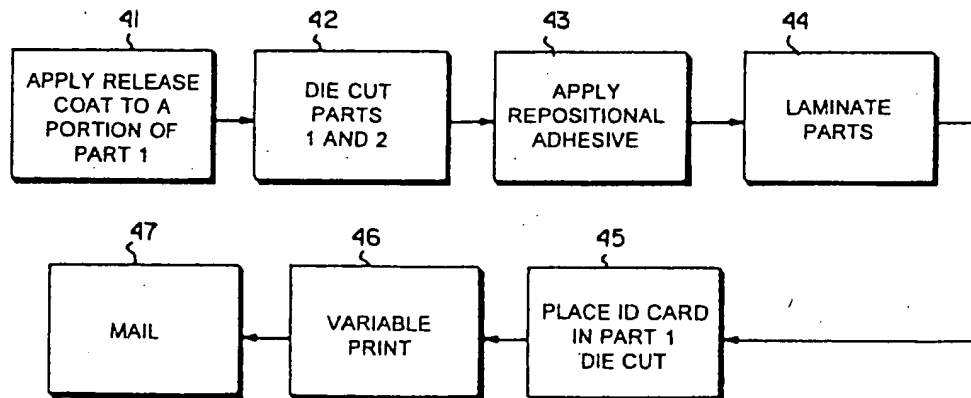 41
APPLY RELEASE
COAT TO A
PORTION OF
PART 1
42
DIE CUT
PARTS
1 AND 2
43
APPLY
REPOSITIONAL
ADHESIVE
44
LAMINATE
PARTS
47
MAIL
46
VARIABLE
PRINT
45
PLACE ID CARD
IN PART 1
DIE CUT